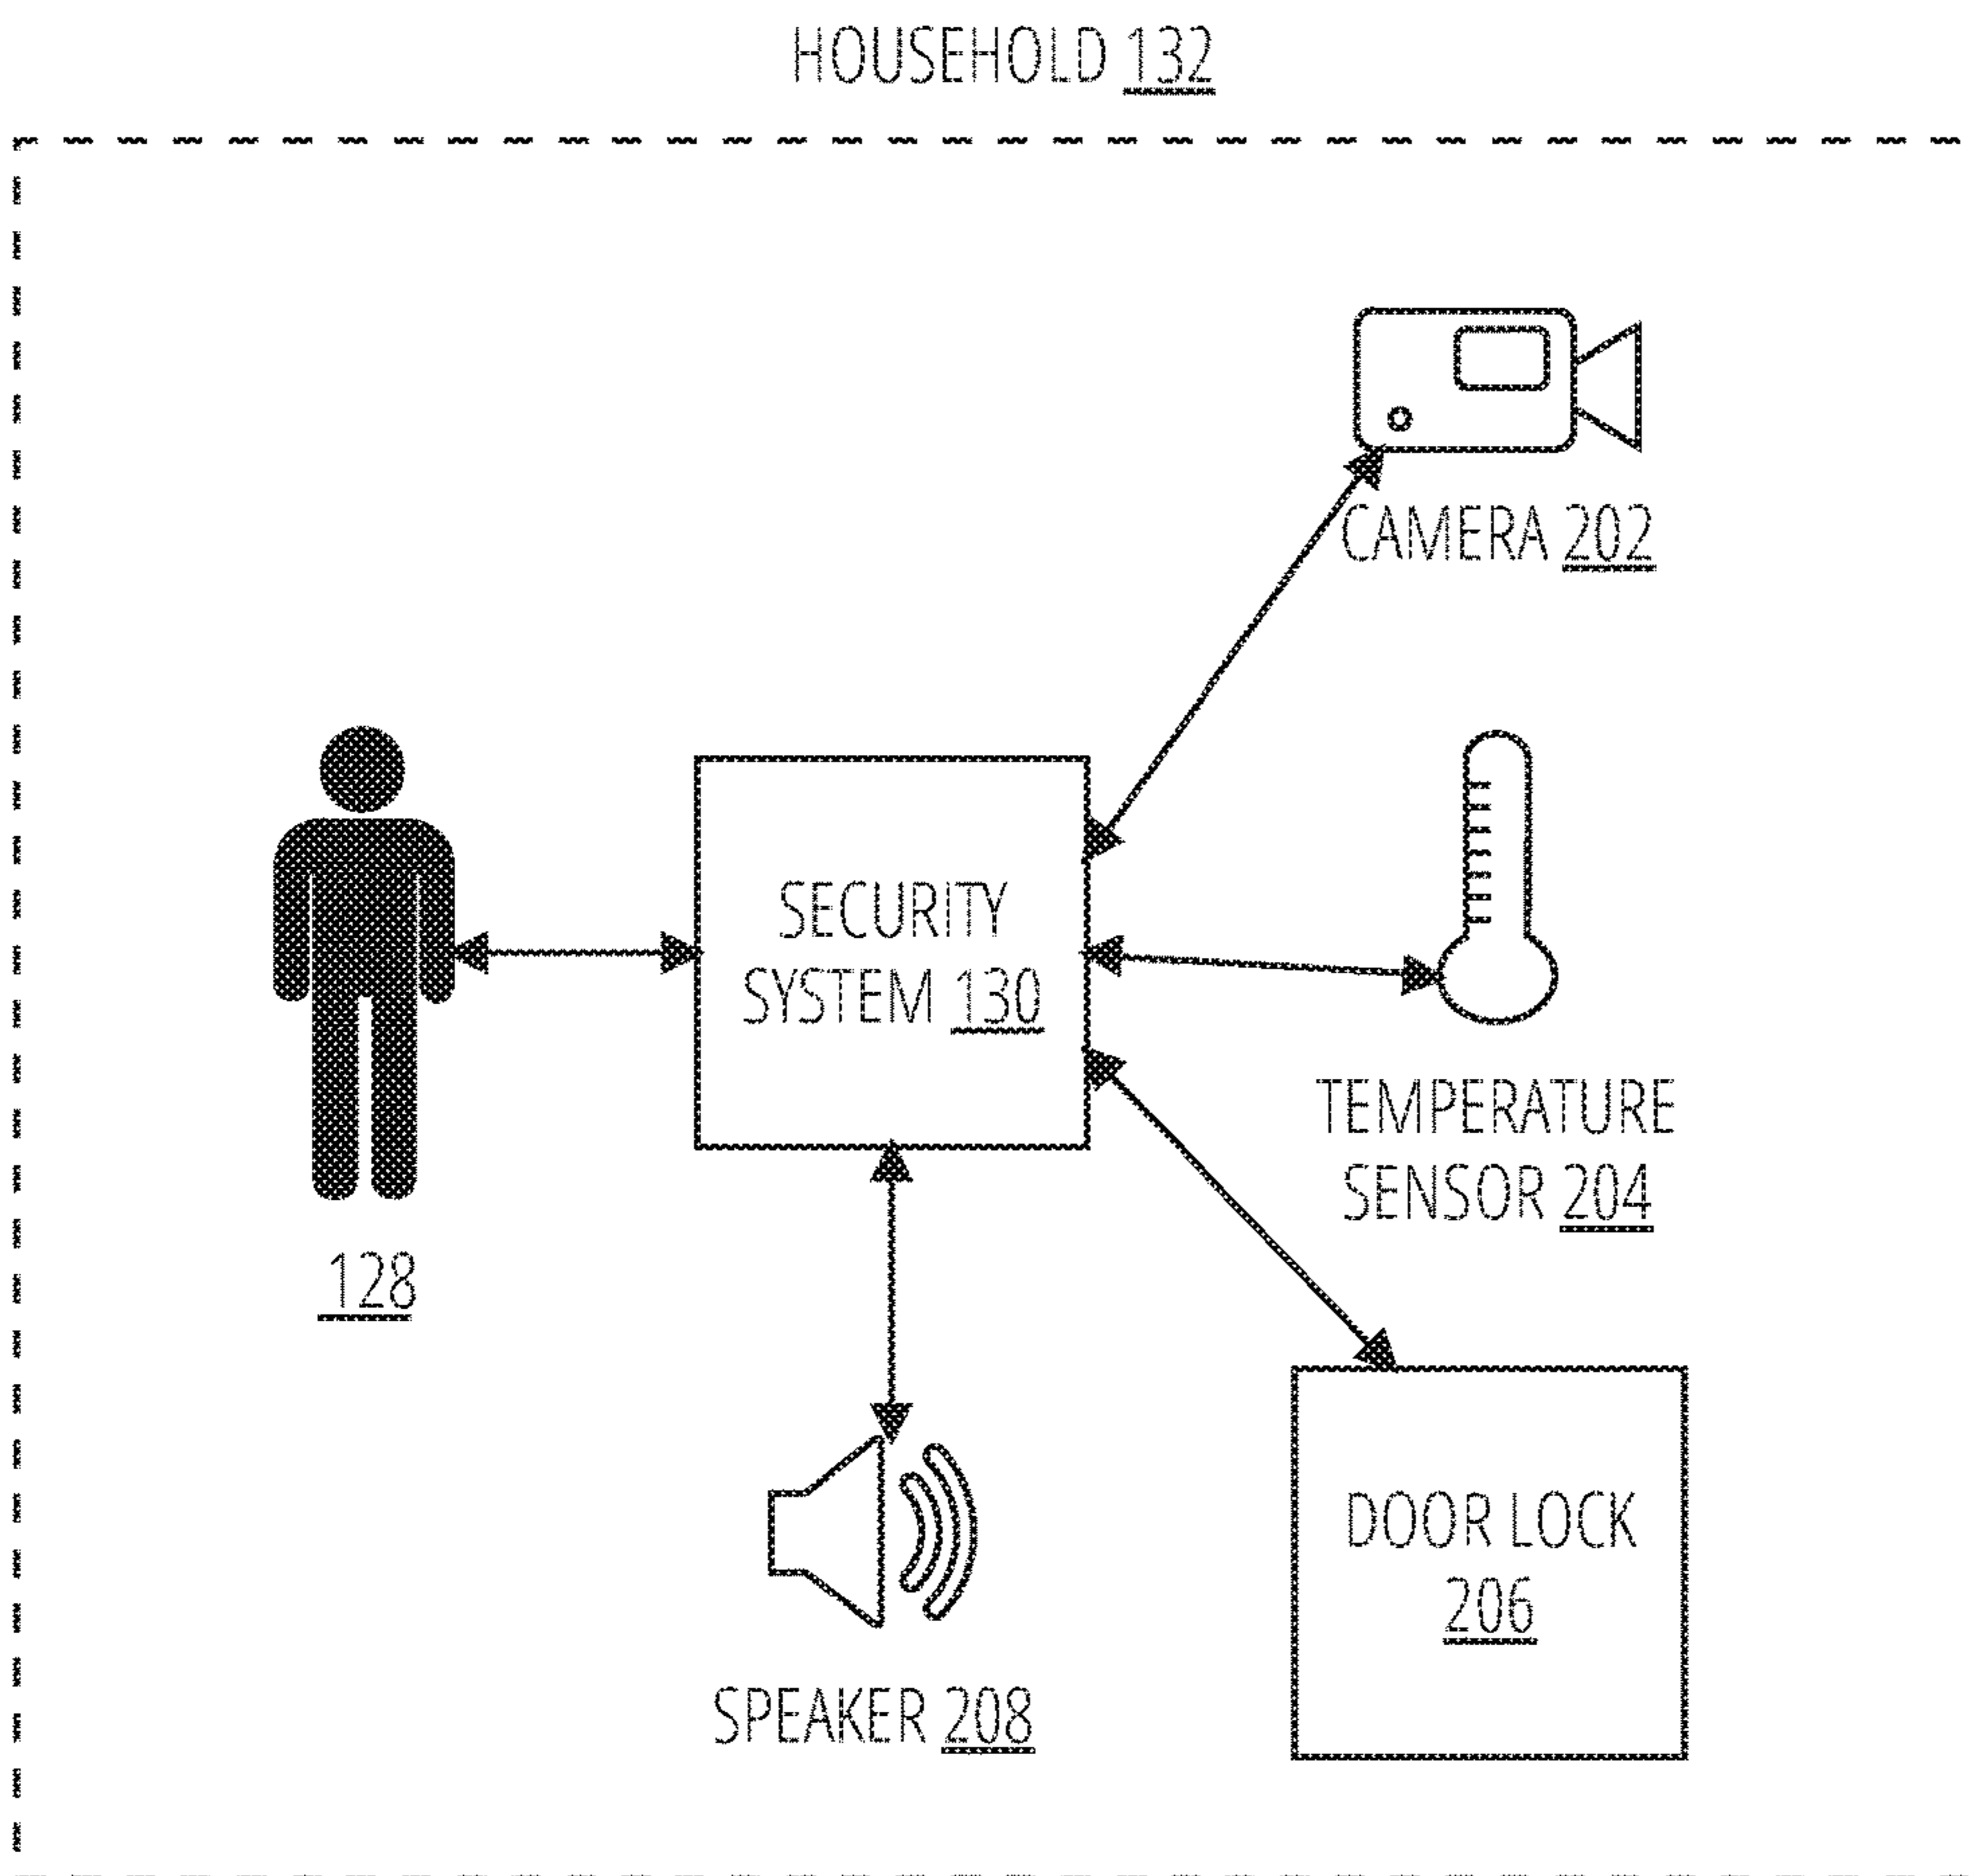 HOUSEHOLD 132
CAMERA 202
SECURITY
SYSTEM 130
TEMPERATURE
SENSOR 204
128
DOOR LOCK
206
SPEAKER 208